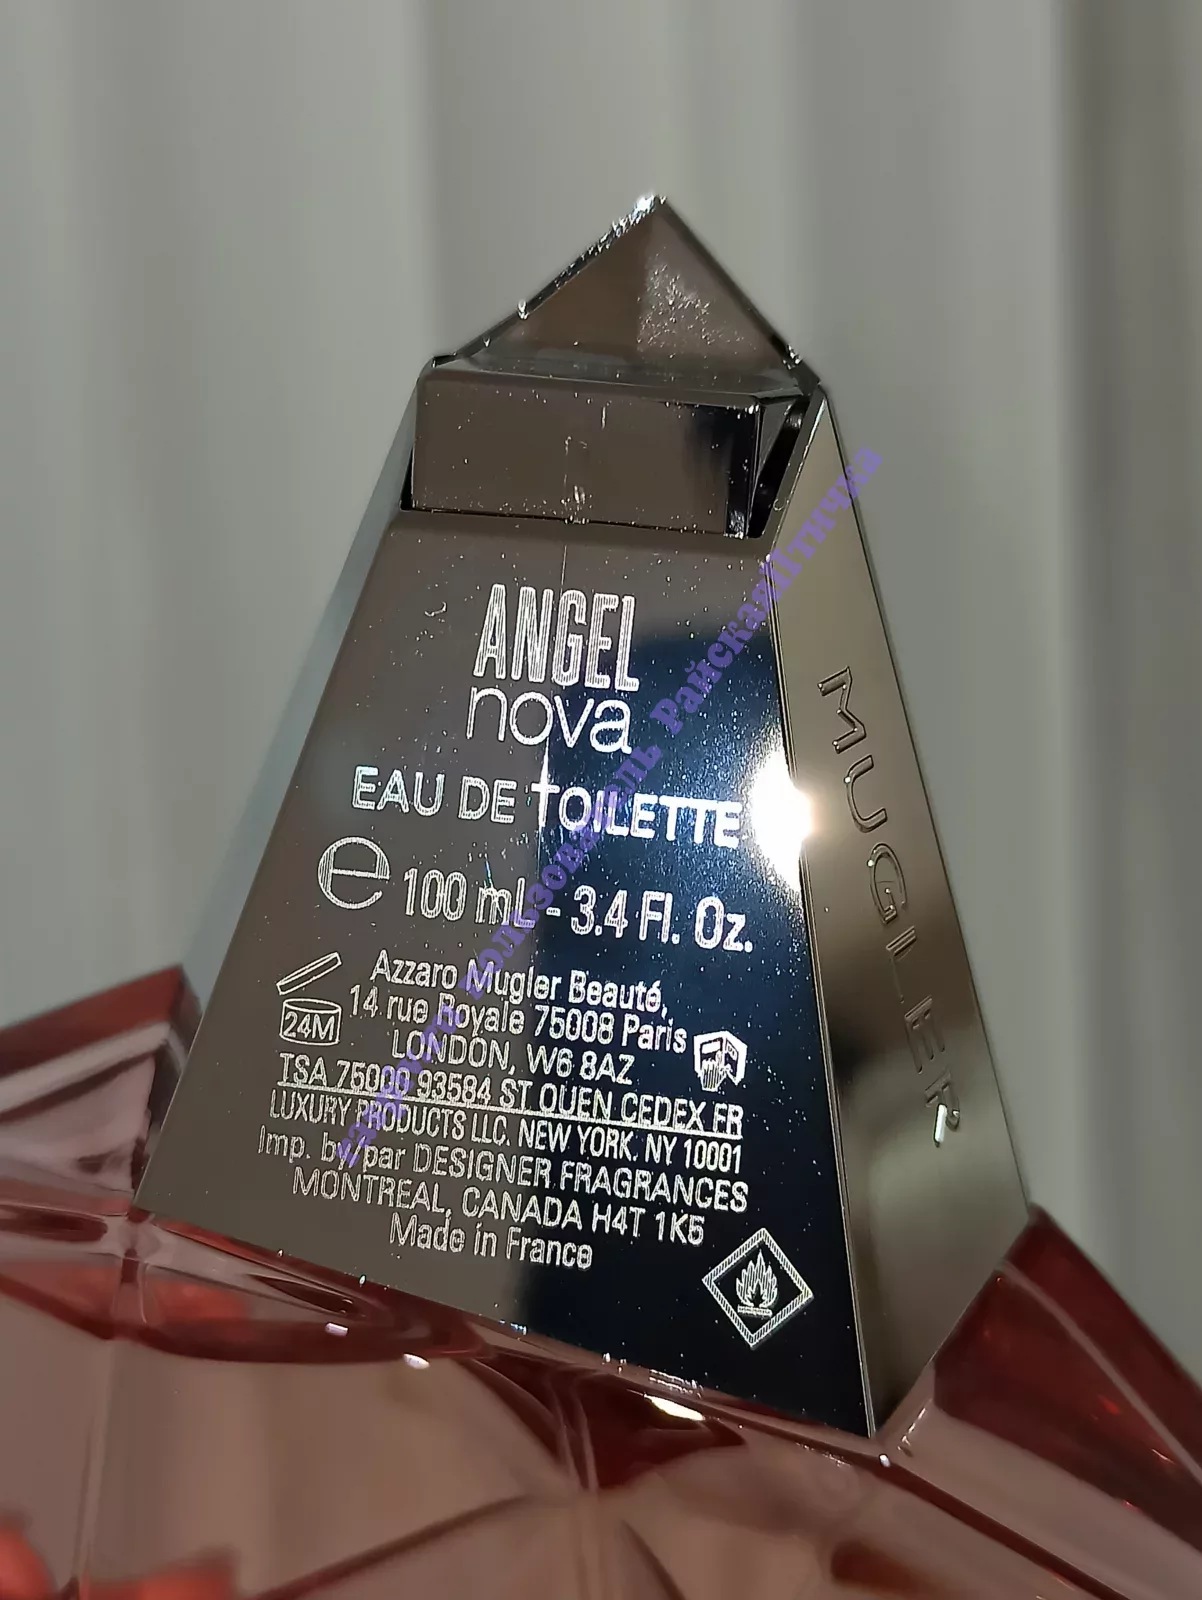 ANGEL
nova
EAU DE TOILETTE
℮ 100 mL - 3.4 Fl. Oz.
Azzaro Mugler Beauté,
14 rue Royale 75008 Paris
24M
LONDON, W6 8AZ
TSA 75000 93584 ST OUEN CEDEX FR
LUXURY PRODUCTS LLC. NEW YORK. NY 10001
Imp. by/par DESIGNER FRAGRANCES
MONTREAL, CANADA H4T 1K5
Made in France
MUGLER
пользователь РайскаяПтичка